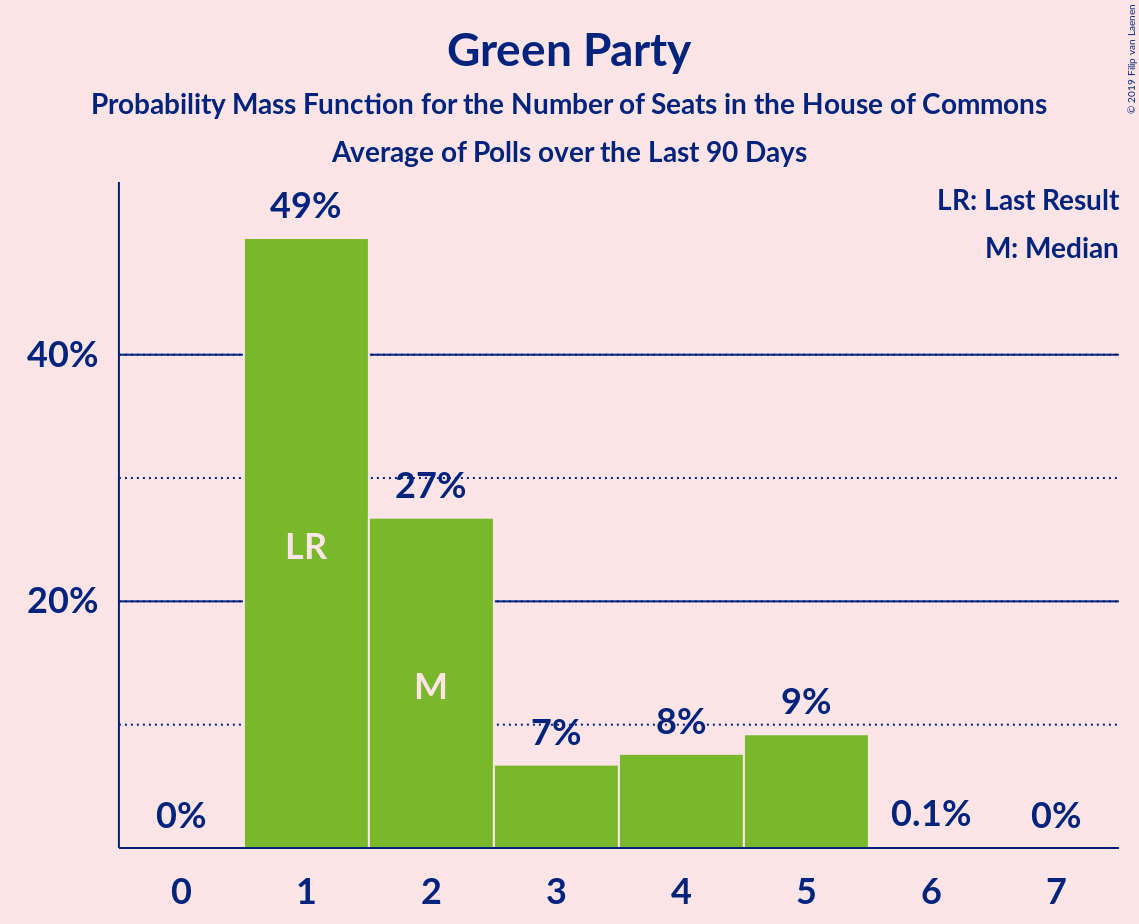 Green Party
Probability Mass Function for the Number of Seats in the House of Commons
Average of Polls over the Last 90 Days
© 2019 Filip van Laenen
LR: Last Result
M: Median
49%
40%
27%
LR
20%
M
9%
8%
7%
0%
0.1%
0%
0 1 2 3 4 5 6 7